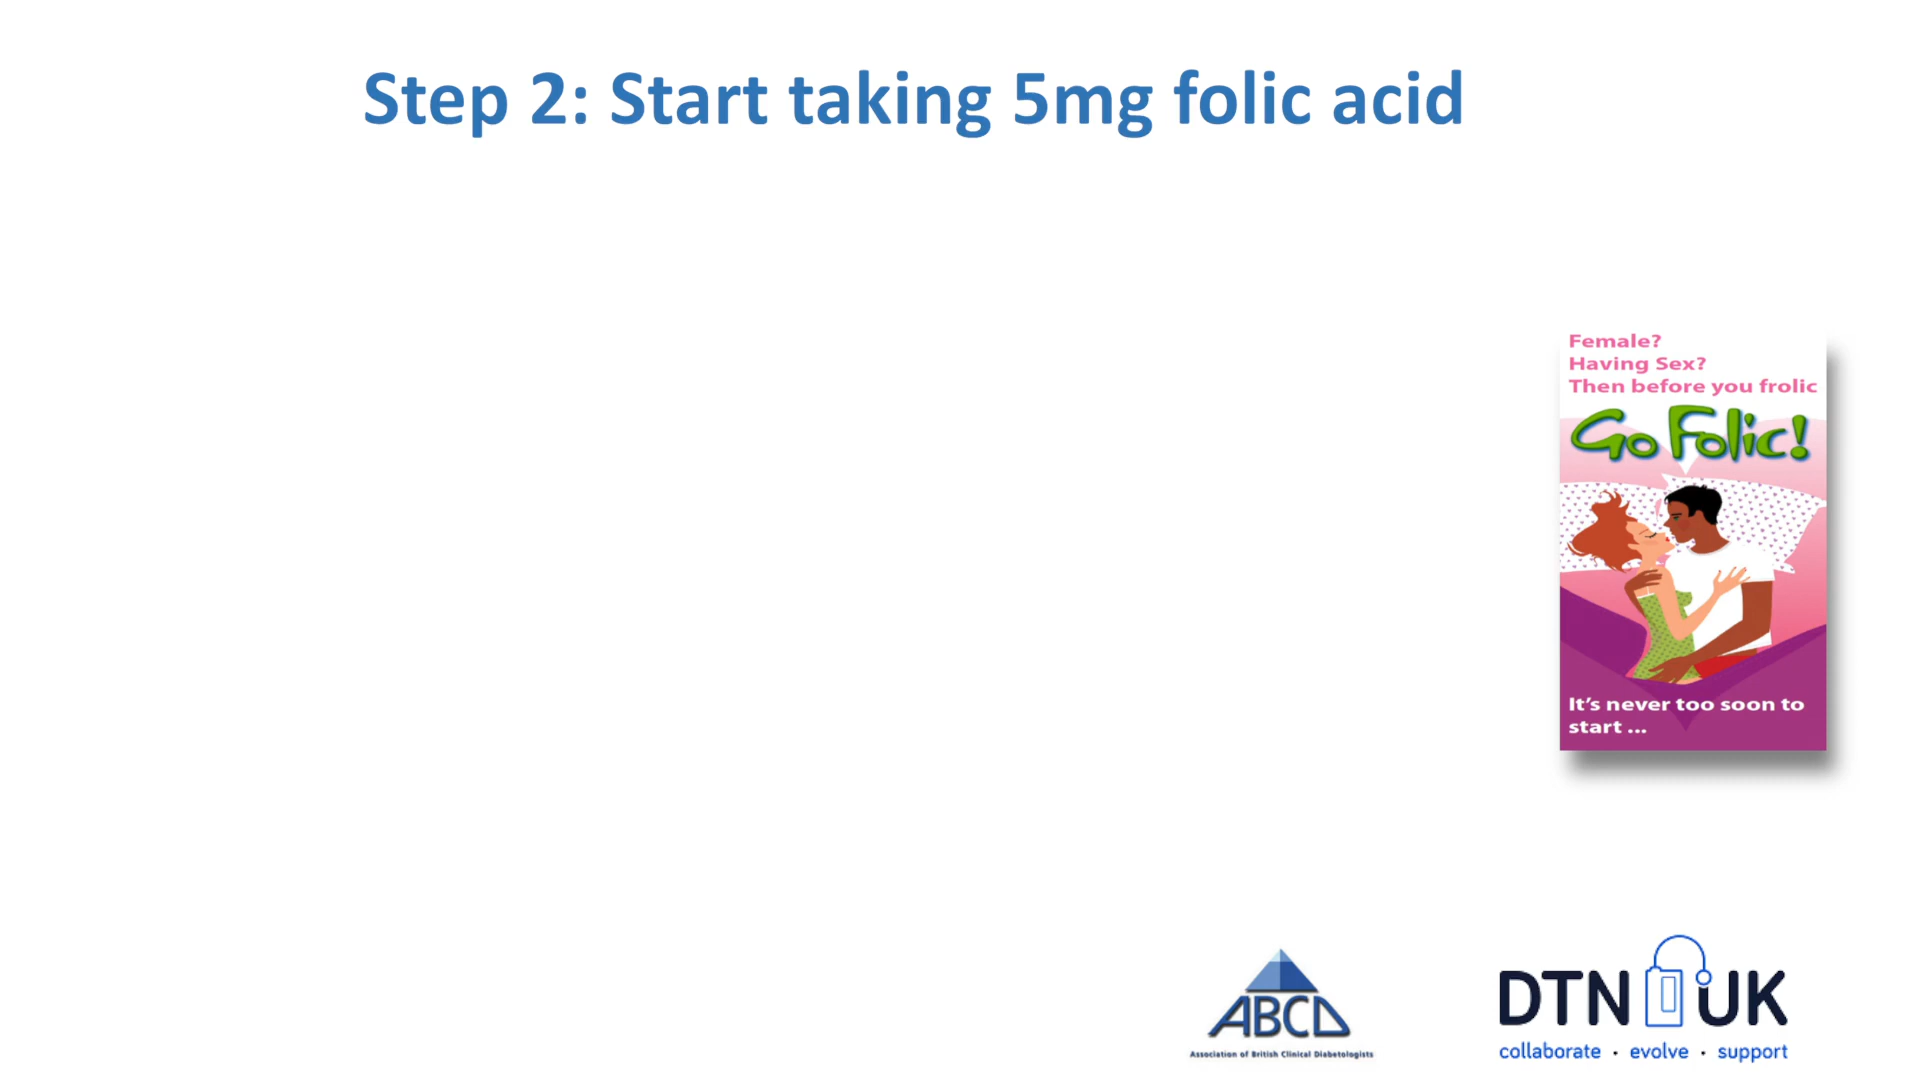 Step 2: Start taking 5mg folic acid
Female?
Having Sex?
Then before you frolic
Go Folic!
It's never too soon to
start ...
ABCD
Association of British Clinical Diabetologists
DTN UK
collaborate · evolve · support